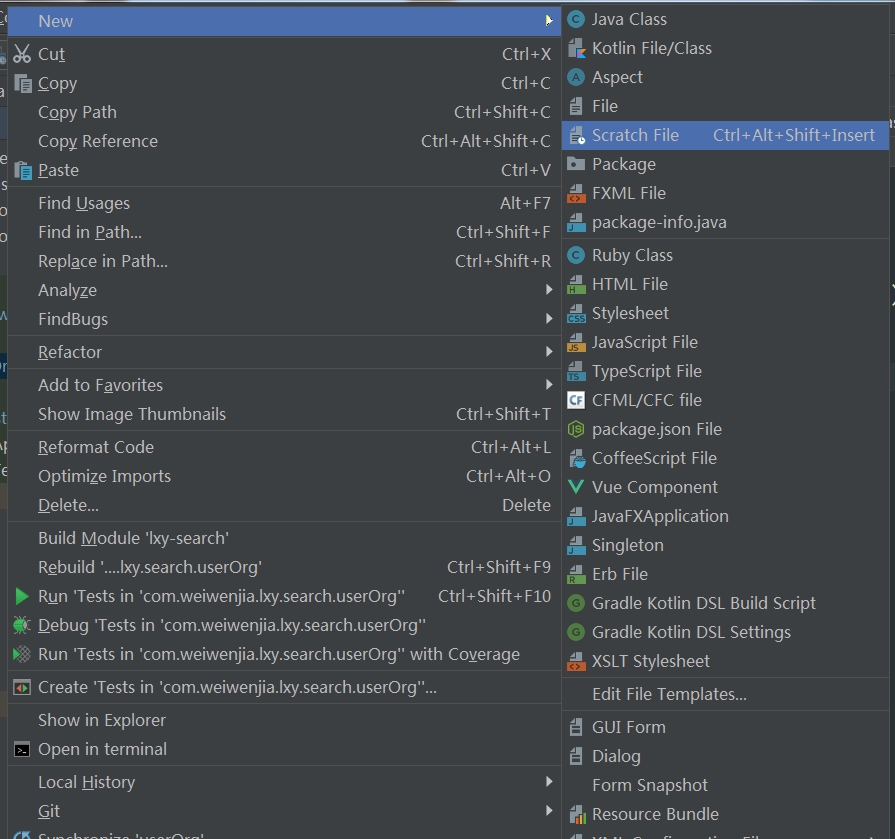 New
Cut Ctrl+X
Copy Ctrl+C
Copy Path Ctrl+Shift+C
Copy Reference Ctrl+Alt+Shift+C
Paste Ctrl+V
Find Usages Alt+F7
Find in Path... Ctrl+Shift+F
Replace in Path... Ctrl+Shift+R
Analyze
FindBugs
Refactor
Add to Favorites
Show Image Thumbnails Ctrl+Shift+T
Reformat Code Ctrl+Alt+L
Optimize Imports Ctrl+Alt+O
Delete... Delete
Build Module 'lxy-search'
Rebuild '....lxy.search.userOrg' Ctrl+Shift+F9
Run 'Tests in 'com.weiwenjia.lxy.search.userOrg'' Ctrl+Shift+F10
Debug 'Tests in 'com.weiwenjia.lxy.search.userOrg''
Run 'Tests in 'com.weiwenjia.lxy.search.userOrg'' with Coverage
Create 'Tests in 'com.weiwenjia.lxy.search.userOrg''...
Show in Explorer
Open in terminal
Local History
Git
Synchronize 'userOrg'
Java Class
Kotlin File/Class
Aspect
File
Scratch File Ctrl+Alt+Shift+Insert
Package
FXML File
package-info.java
Ruby Class
HTML File
Stylesheet
JavaScript File
TypeScript File
CFML/CFC file
package.json File
CoffeeScript File
Vue Component
JavaFXApplication
Singleton
Erb File
Gradle Kotlin DSL Build Script
Gradle Kotlin DSL Settings
XSLT Stylesheet
Edit File Templates...
GUI Form
Dialog
Form Snapshot
Resource Bundle
XML Configuration File